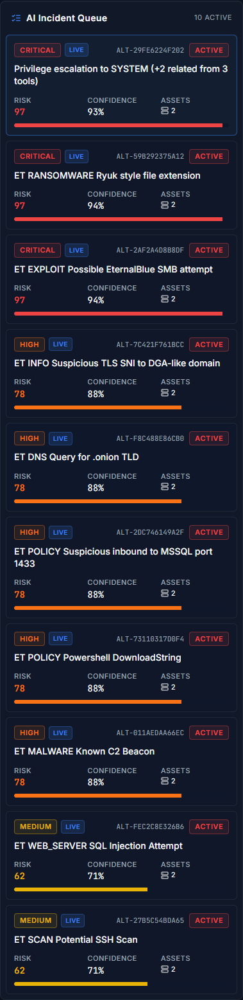 AI Incident Queue 10 ACTIVE
CRITICAL LIVE ALT-29FE6224F202 ACTIVE
Privilege escalation to SYSTEM (+2 related from 3
tools)
RISK CONFIDENCE ASSETS
97 93% 2
CRITICAL LIVE ALT-59B292375A12 ACTIVE
ET RANSOMWARE Ryuk style file extension
RISK CONFIDENCE ASSETS
97 94% 2
CRITICAL LIVE ALT-2AF2A4D8B8DF ACTIVE
ET EXPLOIT Possible EternalBlue SMB attempt
RISK CONFIDENCE ASSETS
97 94% 2
HIGH LIVE ALT-7C421F761BCC ACTIVE
ET INFO Suspicious TLS SNI to DGA-like domain
RISK CONFIDENCE ASSETS
78 88% 2
HIGH LIVE ALT-F8C488E86CB0 ACTIVE
ET DNS Query for .onion TLD
RISK CONFIDENCE ASSETS
78 88% 2
HIGH LIVE ALT-2DC746149A2F ACTIVE
ET POLICY Suspicious inbound to MSSQL port
1433
RISK CONFIDENCE ASSETS
78 88% 2
HIGH LIVE ALT-73110317D0F4 ACTIVE
ET POLICY Powershell DownloadString
RISK CONFIDENCE ASSETS
78 88% 2
HIGH LIVE ALT-011AEDAA66EC ACTIVE
ET MALWARE Known C2 Beacon
RISK CONFIDENCE ASSETS
78 88% 2
MEDIUM LIVE ALT-FEC2C8E326B6 ACTIVE
ET WEB_SERVER SQL Injection Attempt
RISK CONFIDENCE ASSETS
62 71% 2
MEDIUM LIVE ALT-27B5C54BDA65 ACTIVE
ET SCAN Potential SSH Scan
RISK CONFIDENCE ASSETS
62 71% 2